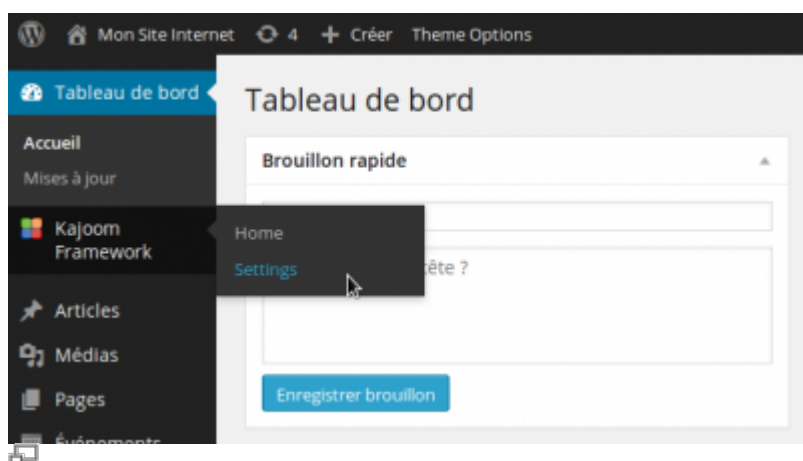 Mon Site Internet 4 + Créer Theme Options
Tableau de bord
Tableau de bord
Accueil
Mises à jour
Brouillon rapide
Kajoom
Framework
Home
Settings
tête ?
Articles
Médias
Pages
Enregistrer brouillon
Événements